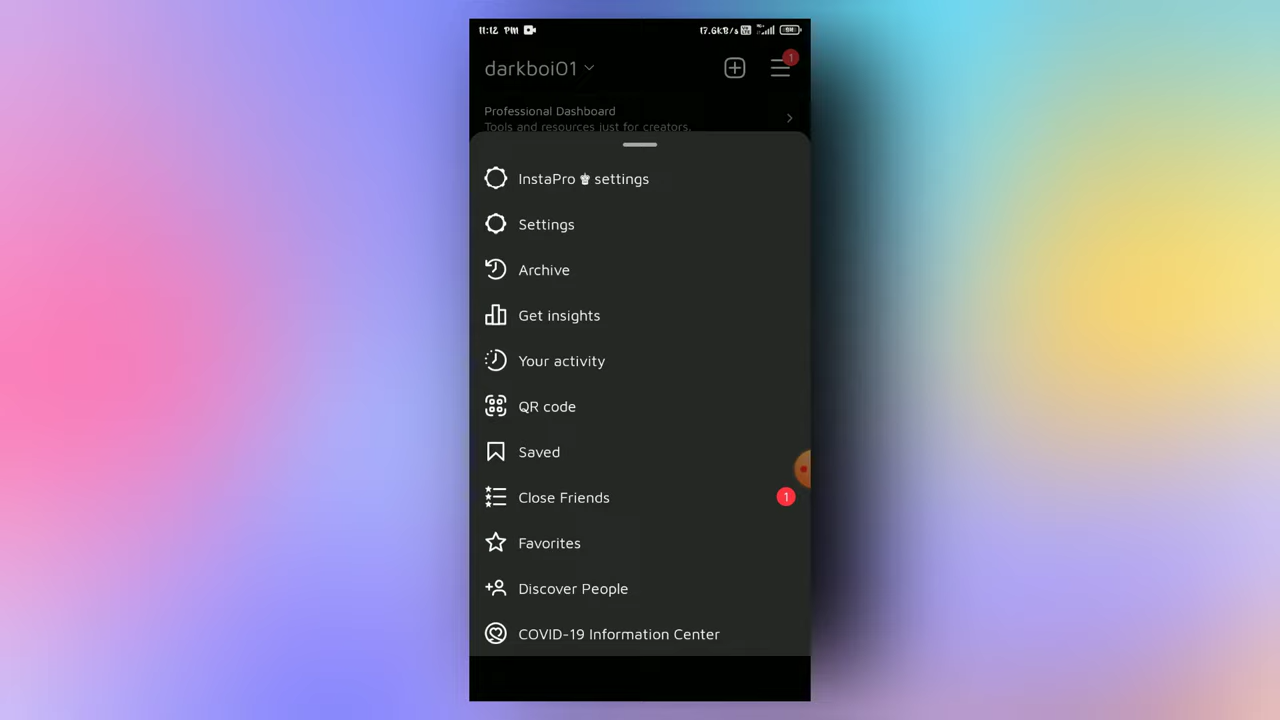 11:12 PM 17.6KB/s
darkboi01
1
Professional Dashboard
Tools and resources just for creators.
InstaPro settings
Settings
Archive
Get insights
Your activity
QR code
Saved
Close Friends 1
Favorites
Discover People
COVID-19 Information Center